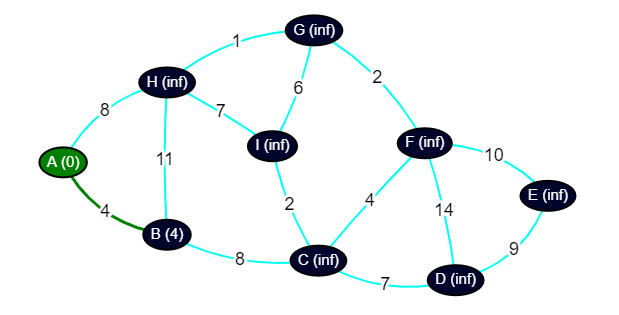 G (inf)
1
2
H (inf)
6
8
7
F (inf)
I (inf)
10
A (0)
11
E (inf)
4
2
4
14
B (4)
8
9
C (inf)
7
D (inf)